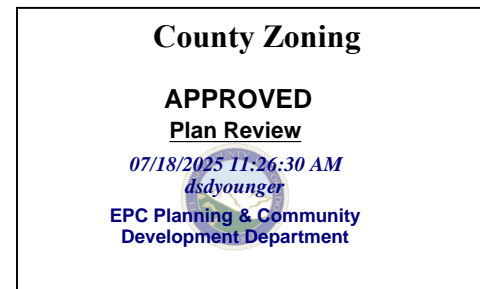 County Zoning
APPROVED
Plan Review
07/18/2025 11:26:30 AM
dsdyounger
EPC Planning & Community
Development Department